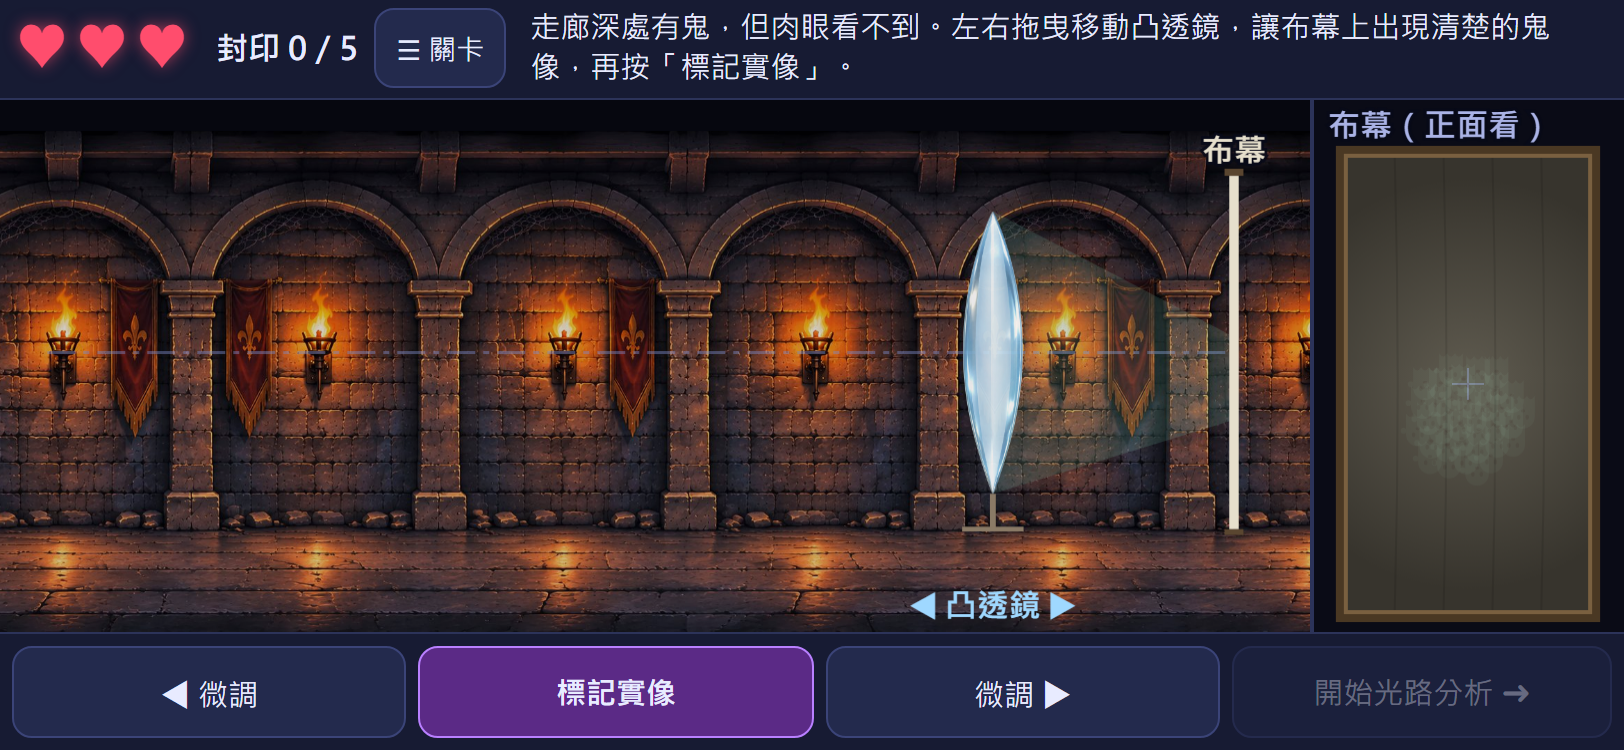 封印 0 / 5
☰ 關卡
走廊深處有鬼，但肉眼看不到。左右拖曳移動凸透鏡，讓布幕上出現清楚的鬼
像，再按「標記實像」。
布幕
布幕（正面看）
◀ 凸透鏡 ▶
◀ 微調
標記實像
微調 ▶
開始光路分析 ➜